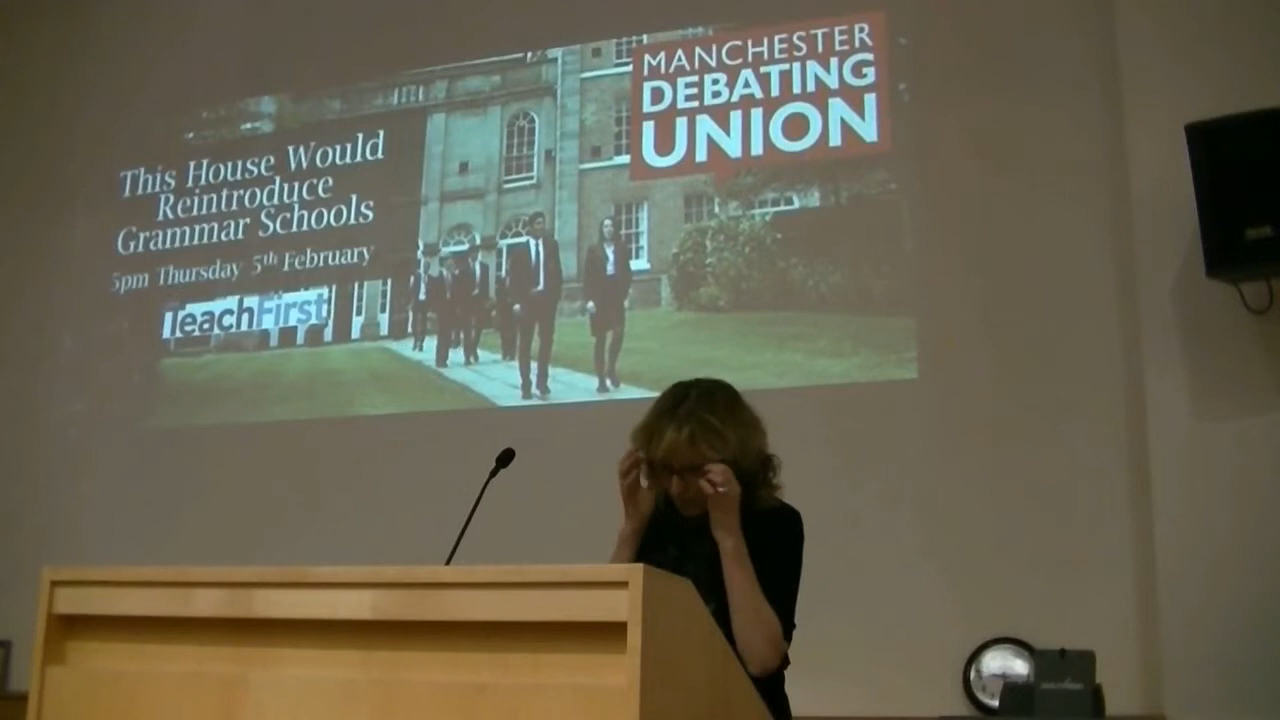 MANCHESTER
DEBATING
UNION
This House Would
Reintroduce
Grammar Schools
5pm Thursday 5th February
TeachFirst